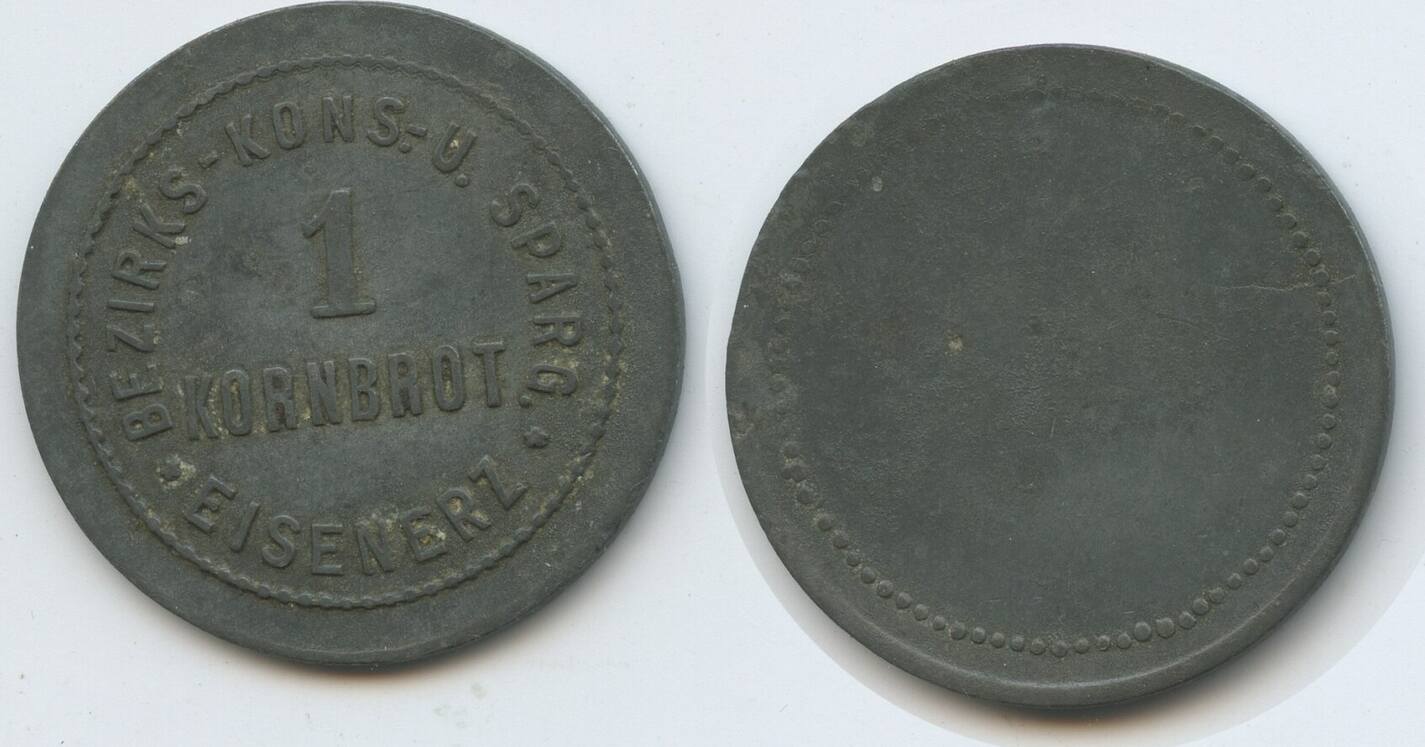 BEZIRKS-KONS.-U. SPARG.
1
KORNBROT
EISENERZ